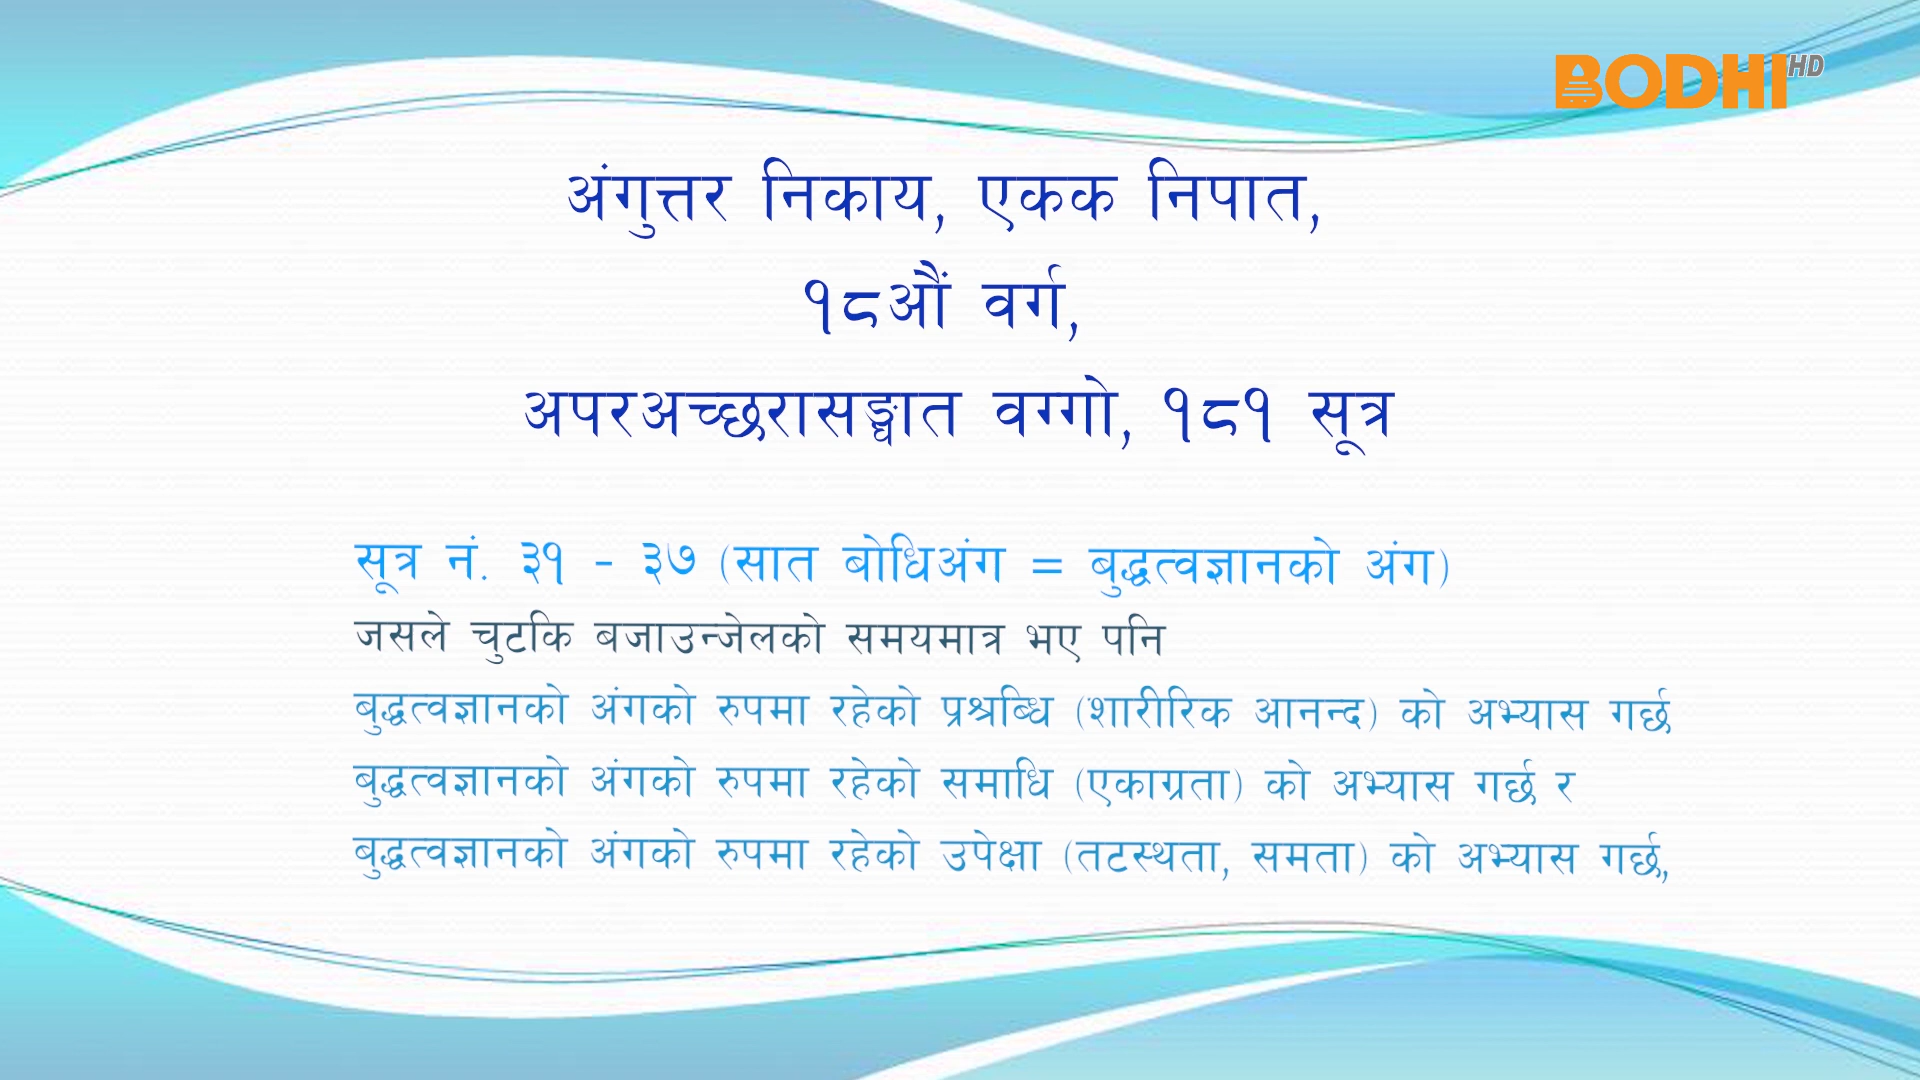 BODHI HD
अंगुत्तर निकाय, एकक निपात,
१८औं वर्ग,
अपरअच्छरासङ्घात वग्गो, १८१ सूत्र
सूत्र नं. ३१ - ३७ (सात बोधिअंग = बुद्धत्वज्ञानको अंग)
जसले चुटकि बजाउन्जेलको समयमात्र भए पनि
बुद्धत्वज्ञानको अंगको रुपमा रहेको प्रश्रब्धि (शारीरिक आनन्द) को अभ्यास गर्छ
बुद्धत्वज्ञानको अंगको रुपमा रहेको समाधि (एकाग्रता) को अभ्यास गर्छ र
बुद्धत्वज्ञानको अंगको रुपमा रहेको उपेक्षा (तटस्थता, समता) को अभ्यास गर्छ,